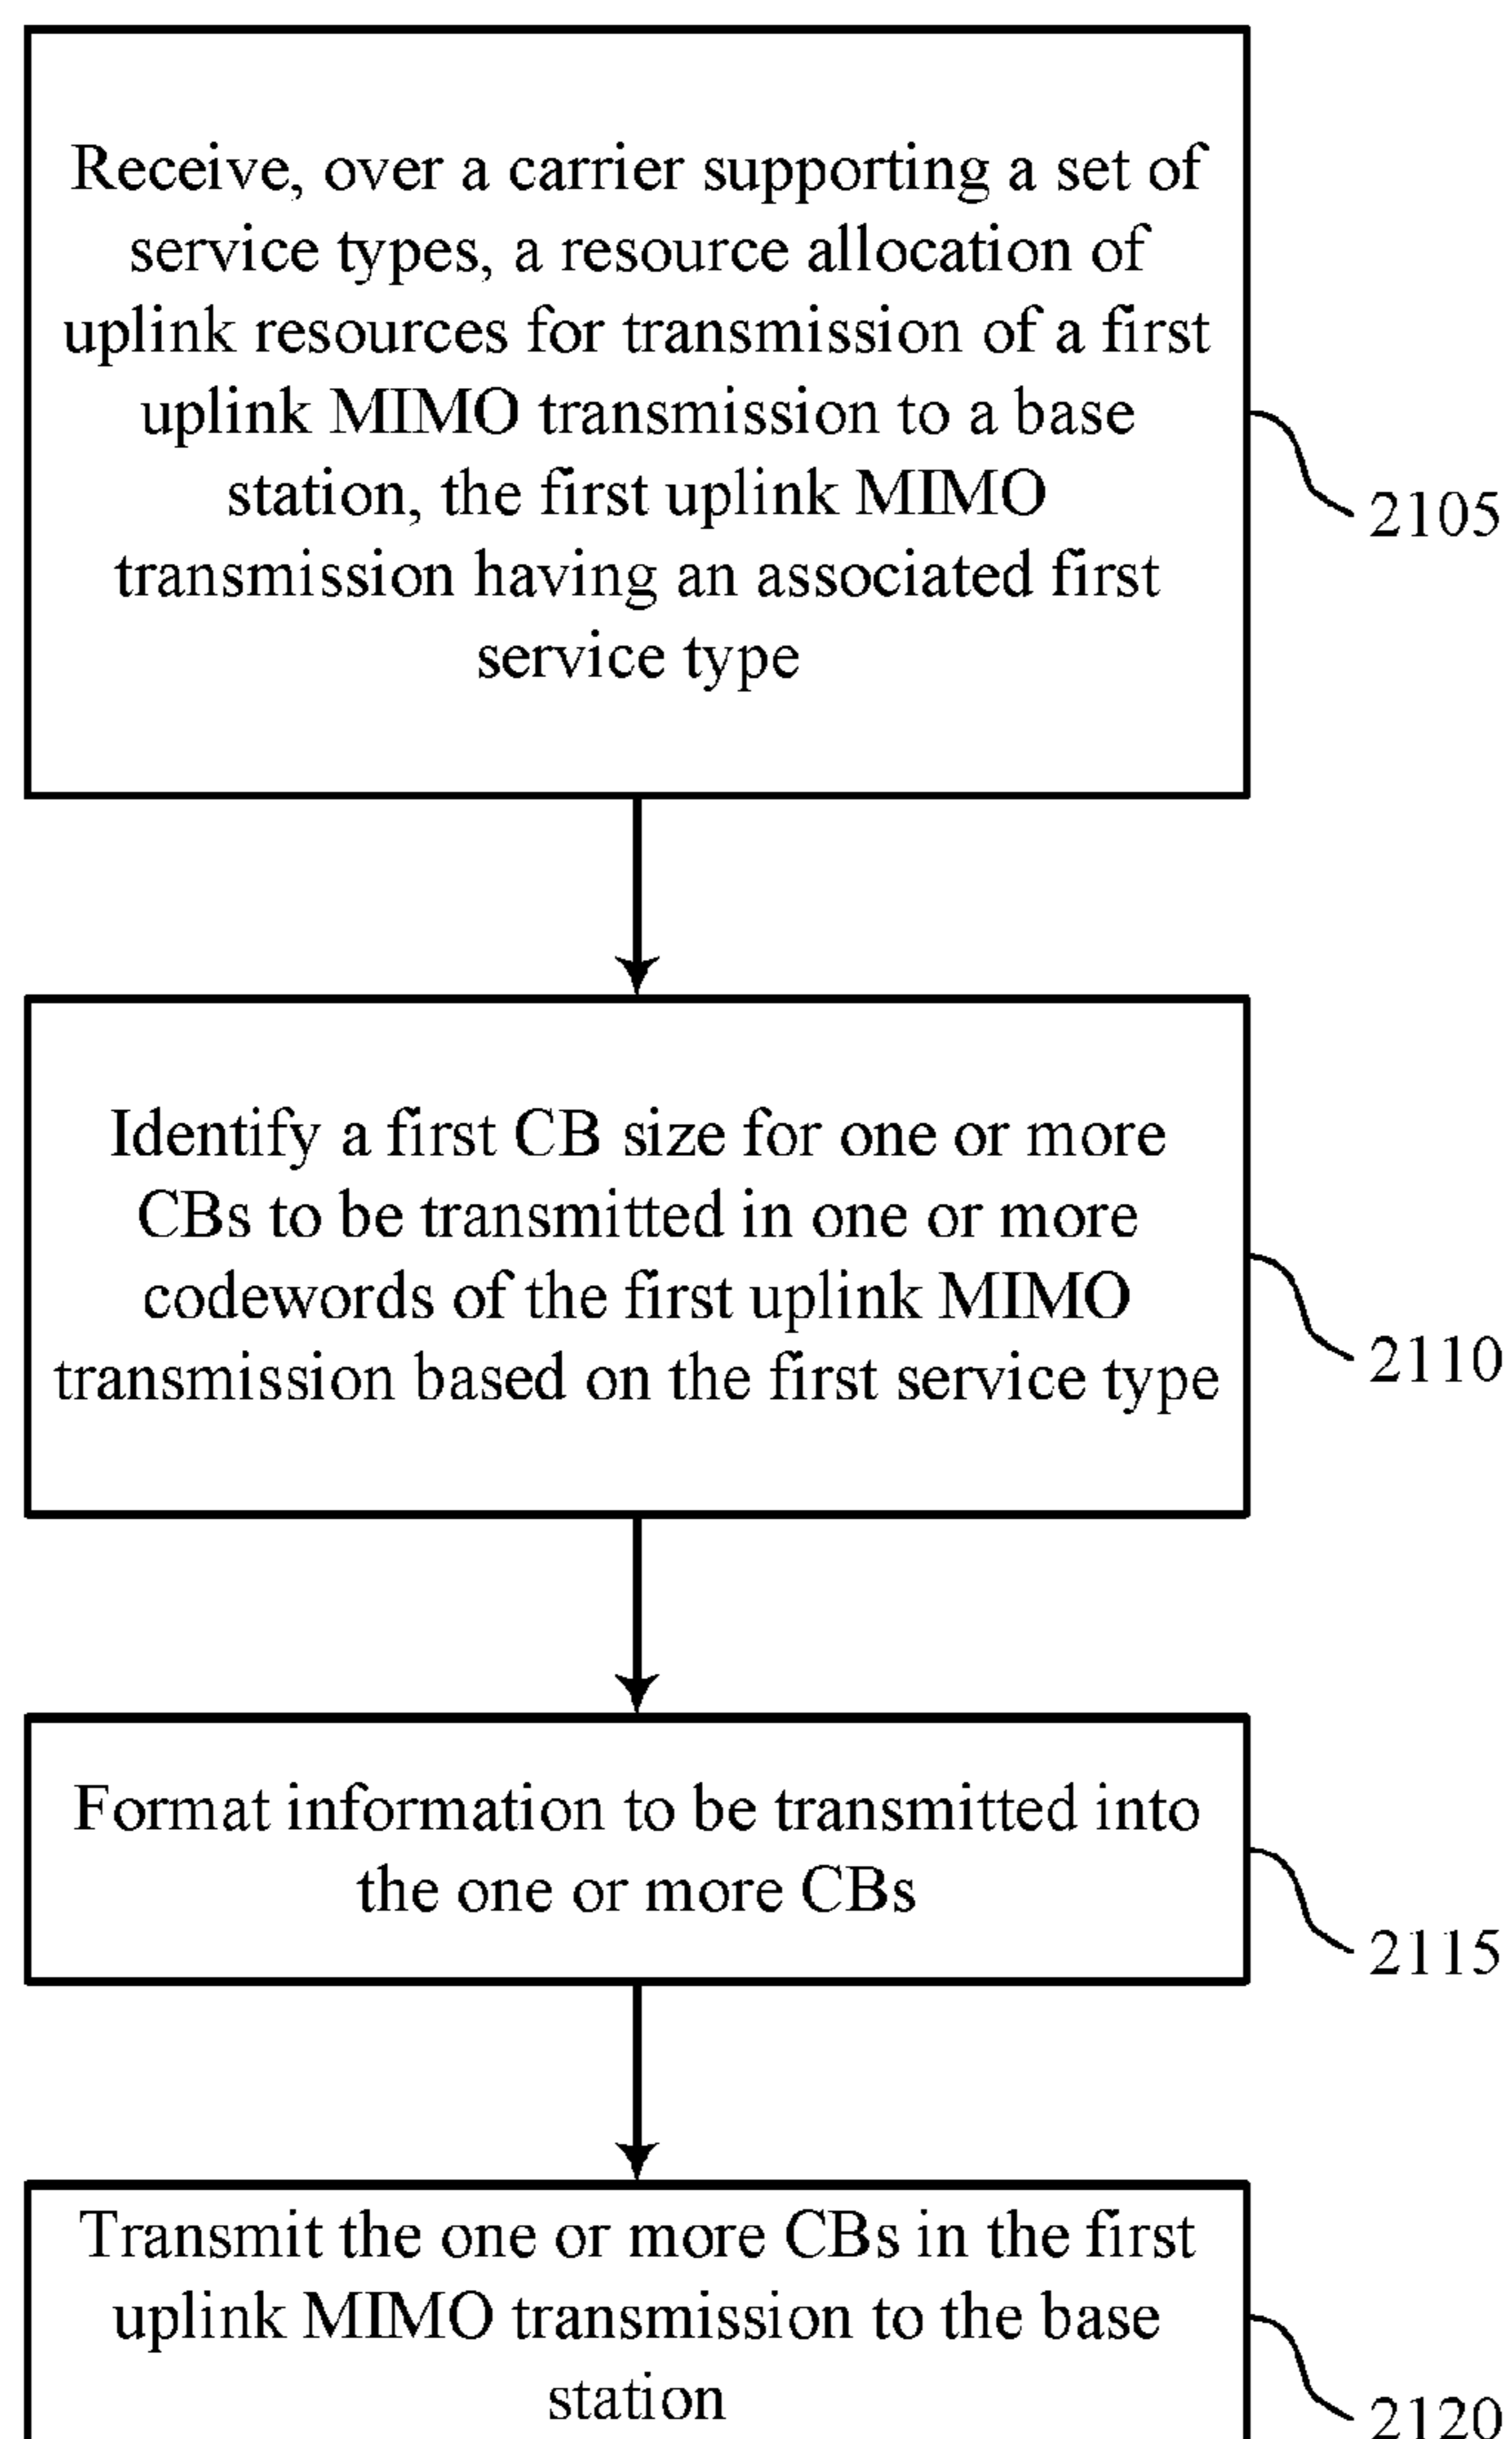 Receive, over a carrier supporting a set of
service types, a resource allocation of
uplink resources for transmission of a first
uplink MIMO transmission to a base
station, the first uplink MIMO
transmission having an associated first
service type
2105
Identify a first CB size for one or more
CBs to be transmitted in one or more
codewords of the first uplink MIMO
transmission based on the first service type
2110
Format information to be transmitted into
the one or more CBs
2115
Transmit the one or more CBs in the first
uplink MIMO transmission to the base
station
2120